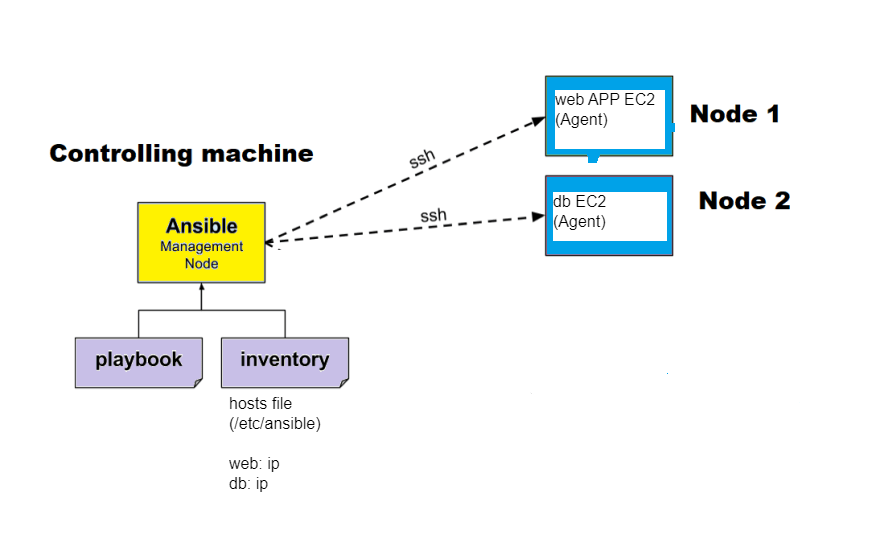 web APP EC2
(Agent)
Node 1
Controlling machine
ssh
db EC2
(Agent)
Node 2
ssh
Ansible
Management
Node
playbook
inventory
hosts file
(/etc/ansible)
web: ip
db: ip